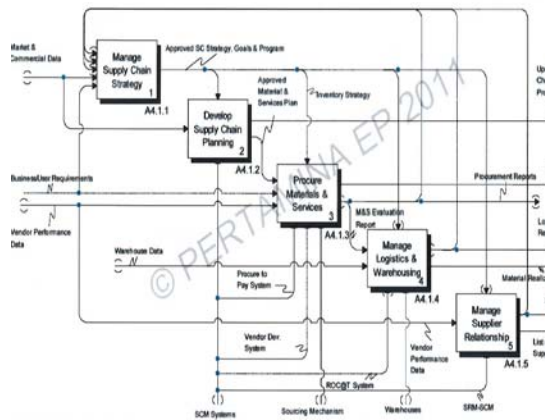 Market &
Commercial Data
Manage
Supply Chain
Strategy
1
A4.1.1
Approved SC Strategy, Goals & Program
Approved
Material &
Services Plan
Inventory Strategy
Develop
Supply Chain
Planning
2
A4.1.2
Business/User Requirements
Procure
Materials &
Services
3
A4.1.3
Procurement Reports
Vendor Performance
Data
M&S Evaluation
Report
Warehouse Data
Manage
Logistics &
Warehousing
4
A4.1.4
Material Realiz
Procure to
Pay System
Manage
Supplier
Relationship
5
A4.1.5
Vendor Dev.
System
Vendor
Performance
Data
ROC@T System
SCM Systems
Sourcing Mechanism
Warehouses
SRM-SCM
© PERTAMINA EP 2011